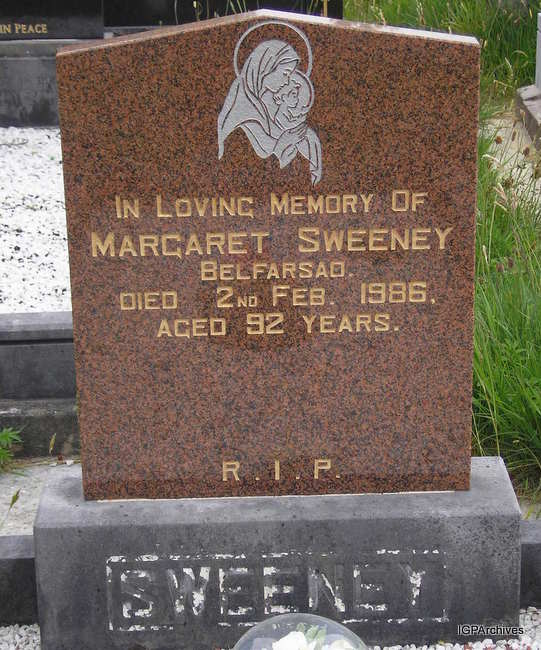 IN PEACE
IN LOVING MEMORY OF
MARGARET SWEENEY
BELFARSAD.
DIED 2ND FEB. 1986,
AGED 92 YEARS.
R.I.P.
SWEENEY
IGPArchives